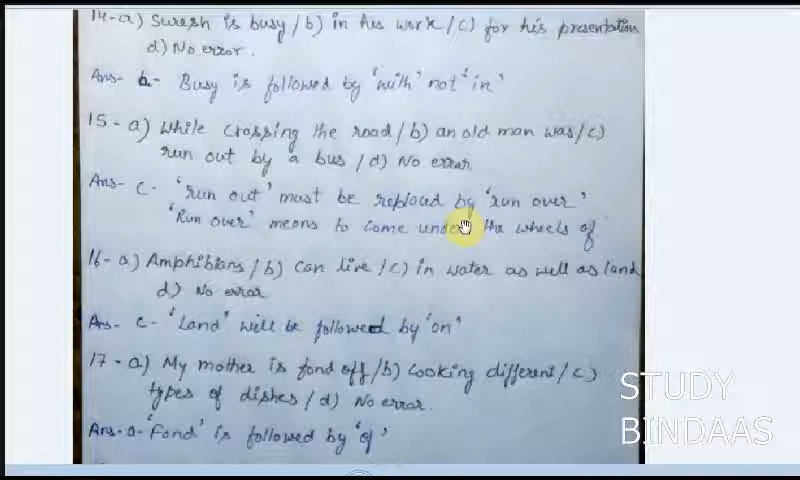 14-a) Suresh is busy / b) in his work / c) for his presentation
d) No error.
Ans- b- Busy is followed by 'with' not 'in'
15-a) While crossing the road / b) an old man was / c)
run out by a bus / d) No error
Ans- c- 'run out' must be replaced by 'run over'
'Run over' means to come under the wheels of
16-a) Amphibians / b) can live / c) in water as well as land
d) No error
Ans- c- 'Land' will be followed by 'on'
17-a) My mother is fond off / b) cooking different / c)
types of dishes / d) No error.
Ans-a- 'Fond' is followed by 'of'
STUDY
BINDAAS